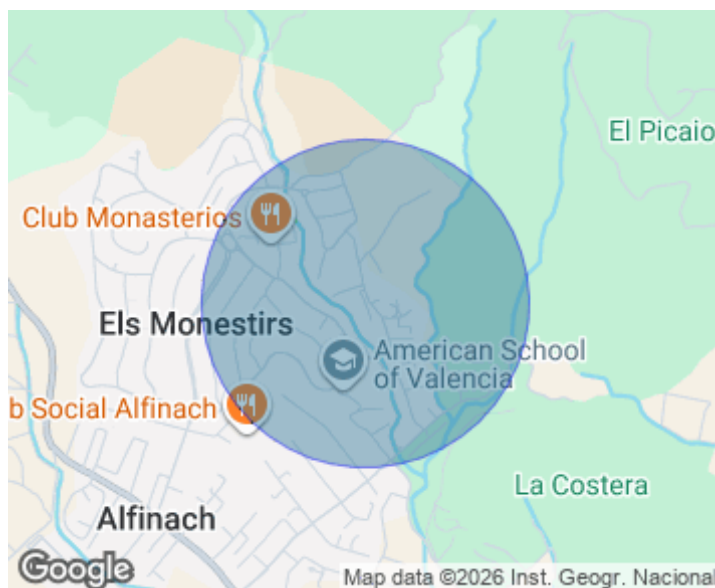 El Picaio
Club Monasterios
Els Monestirs
American School
of Valencia
b Social Alfinach
La Costera
Alfinach
Google
Map data ©2026 Inst. Geogr. Nacional